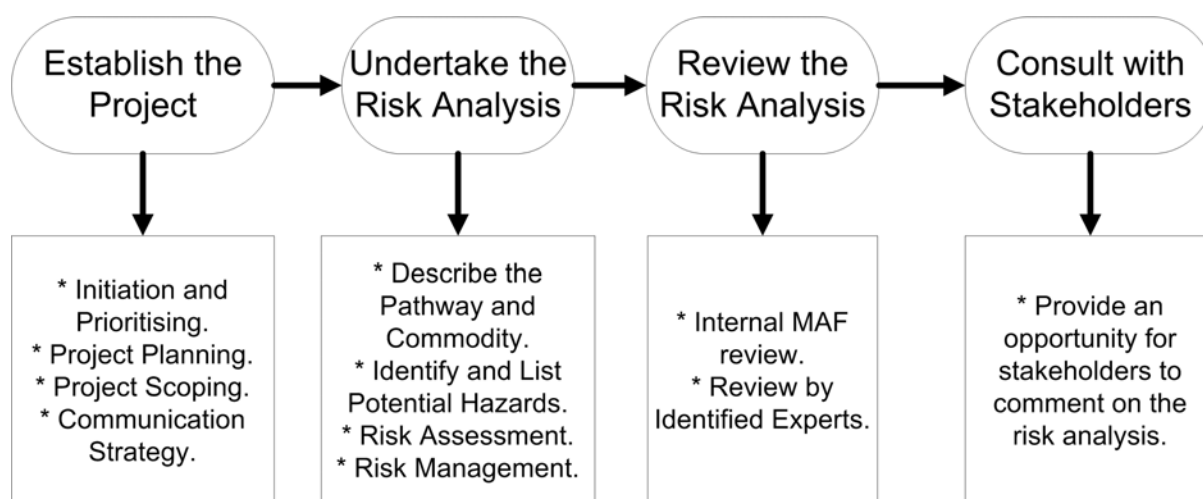 Establish the
Project
Undertake the
Risk Analysis
Review the
Risk Analysis
Consult with
Stakeholders
* Initiation and
Prioritising.
* Project Planning.
* Project Scoping.
* Communication
Strategy.
* Describe the
Pathway and
Commodity.
* Identify and List
Potential Hazards.
* Risk Assessment.
* Risk Management.
* Internal MAF
review.
* Review by
Identified Experts.
* Provide an
opportunity for
stakeholders to
comment on the
risk analysis.